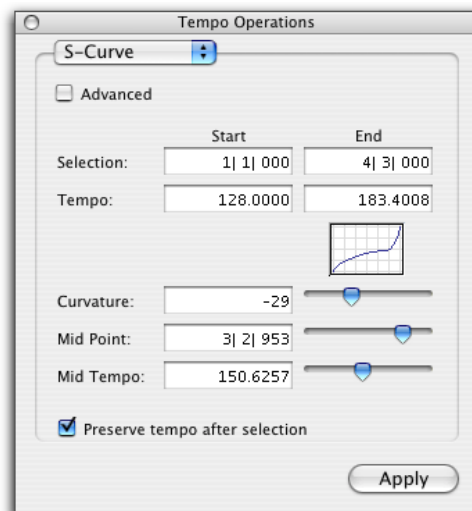 Tempo Operations
S-Curve
Advanced
Start End
Selection: 1| 1| 000 4| 3| 000
Tempo: 128.0000 183.4008
Curvature: -29
Mid Point: 3| 2| 953
Mid Tempo: 150.6257
Preserve tempo after selection
Apply